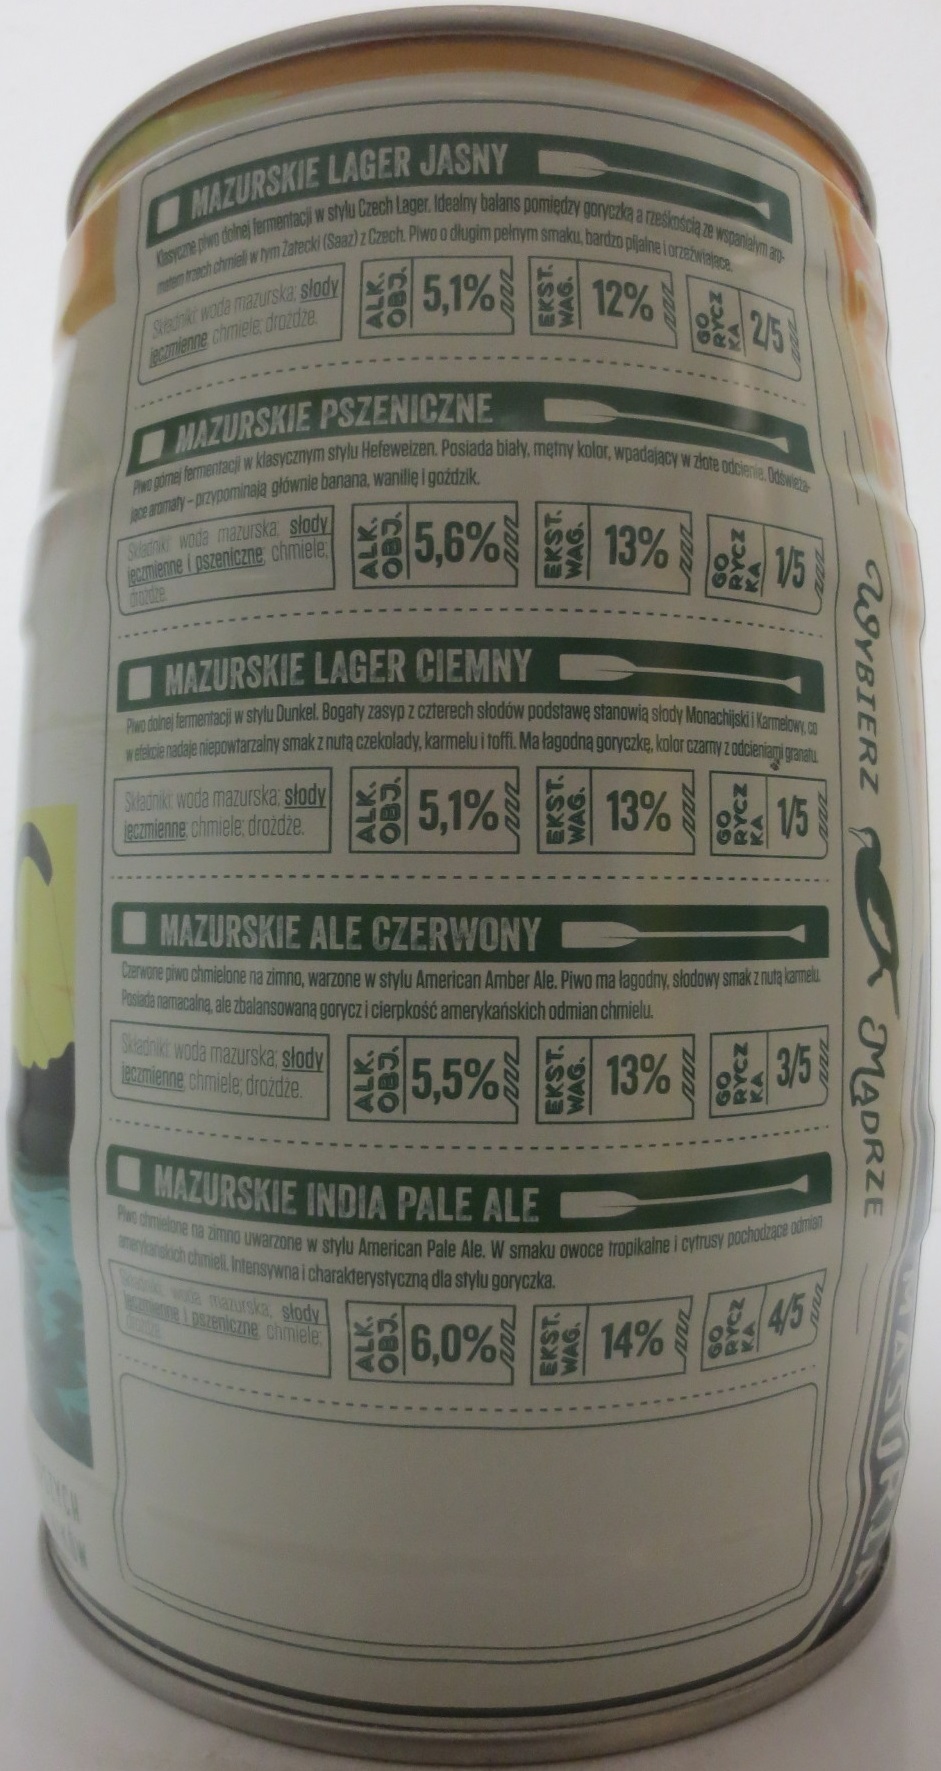 MAZURSKIE LAGER JASNY
Klasyczne piwo dolnej fermentacji w stylu Czech Lager. Idealny balans pomiędzy goryczką a rześkością ze wspaniałym aro-
matem trzech chmieli w tym Żatecki (Saaz) z Czech. Piwo o długim pełnym smaku, bardzo pijalne i orzeźwiające.
Składniki: woda mazurska; słody
jęczmienne; chmiele; drożdże.
ALK. OBJ. 5,1%
EKST. WAG. 12%
GO RYCZ KA 2/5
MAZURSKIE PSZENICZNE
Piwo górnej fermentacji w klasycznym stylu Hefeweizen. Posiada biały, mętny kolor, wpadający w złote odcienie. Odświeża-
jące aromaty – przypominają głównie banana, wanilię i goździk.
Składniki: woda mazurska; słody
jęczmienne i pszeniczne; chmiele;
drożdże.
ALK. OBJ. 5,6%
EKST. WAG. 13%
GO RYCZ KA 1/5
MAZURSKIE LAGER CIEMNY
Piwo dolnej fermentacji w stylu Dunkel. Bogaty zasyp z czterech słodów podstawę stanowią słody Monachijski i Karmelowy, co
w efekcie nadaje niepowtarzalny smak z nutą czekolady, karmelu i toffi. Ma łagodną goryczkę, kolor czarny z odcieniami granatu.
Składniki: woda mazurska; słody
jęczmienne; chmiele; drożdże.
ALK. OBJ. 5,1%
EKST. WAG. 13%
GO RYCZ KA 1/5
MAZURSKIE ALE CZERWONY
Czerwone piwo chmielone na zimno, warzone w stylu American Amber Ale. Piwo ma łagodny, słodowy smak z nutą karmelu.
Posiada namacalną, ale zbalansowaną gorycz i cierpkość amerykańskich odmian chmielu.
Składniki: woda mazurska; słody
jęczmienne; chmiele; drożdże.
ALK. OBJ. 5,5%
EKST. WAG. 13%
GO RYCZ KA 3/5
MAZURSKIE INDIA PALE ALE
Piwo chmielone na zimno uwarzone w stylu American Pale Ale. W smaku owoce tropikalne i cytrusy pochodzące odmian
amerykańskich chmieli. Intensywna i charakterystyczną dla stylu goryczka.
Składniki: woda mazurska; słody
jęczmienne i pszeniczne; chmiele;
drożdże.
ALK. OBJ. 6,0%
EKST. WAG. 14%
GO RYCZ KA 4/5
WYBIERZ MĄDRZE